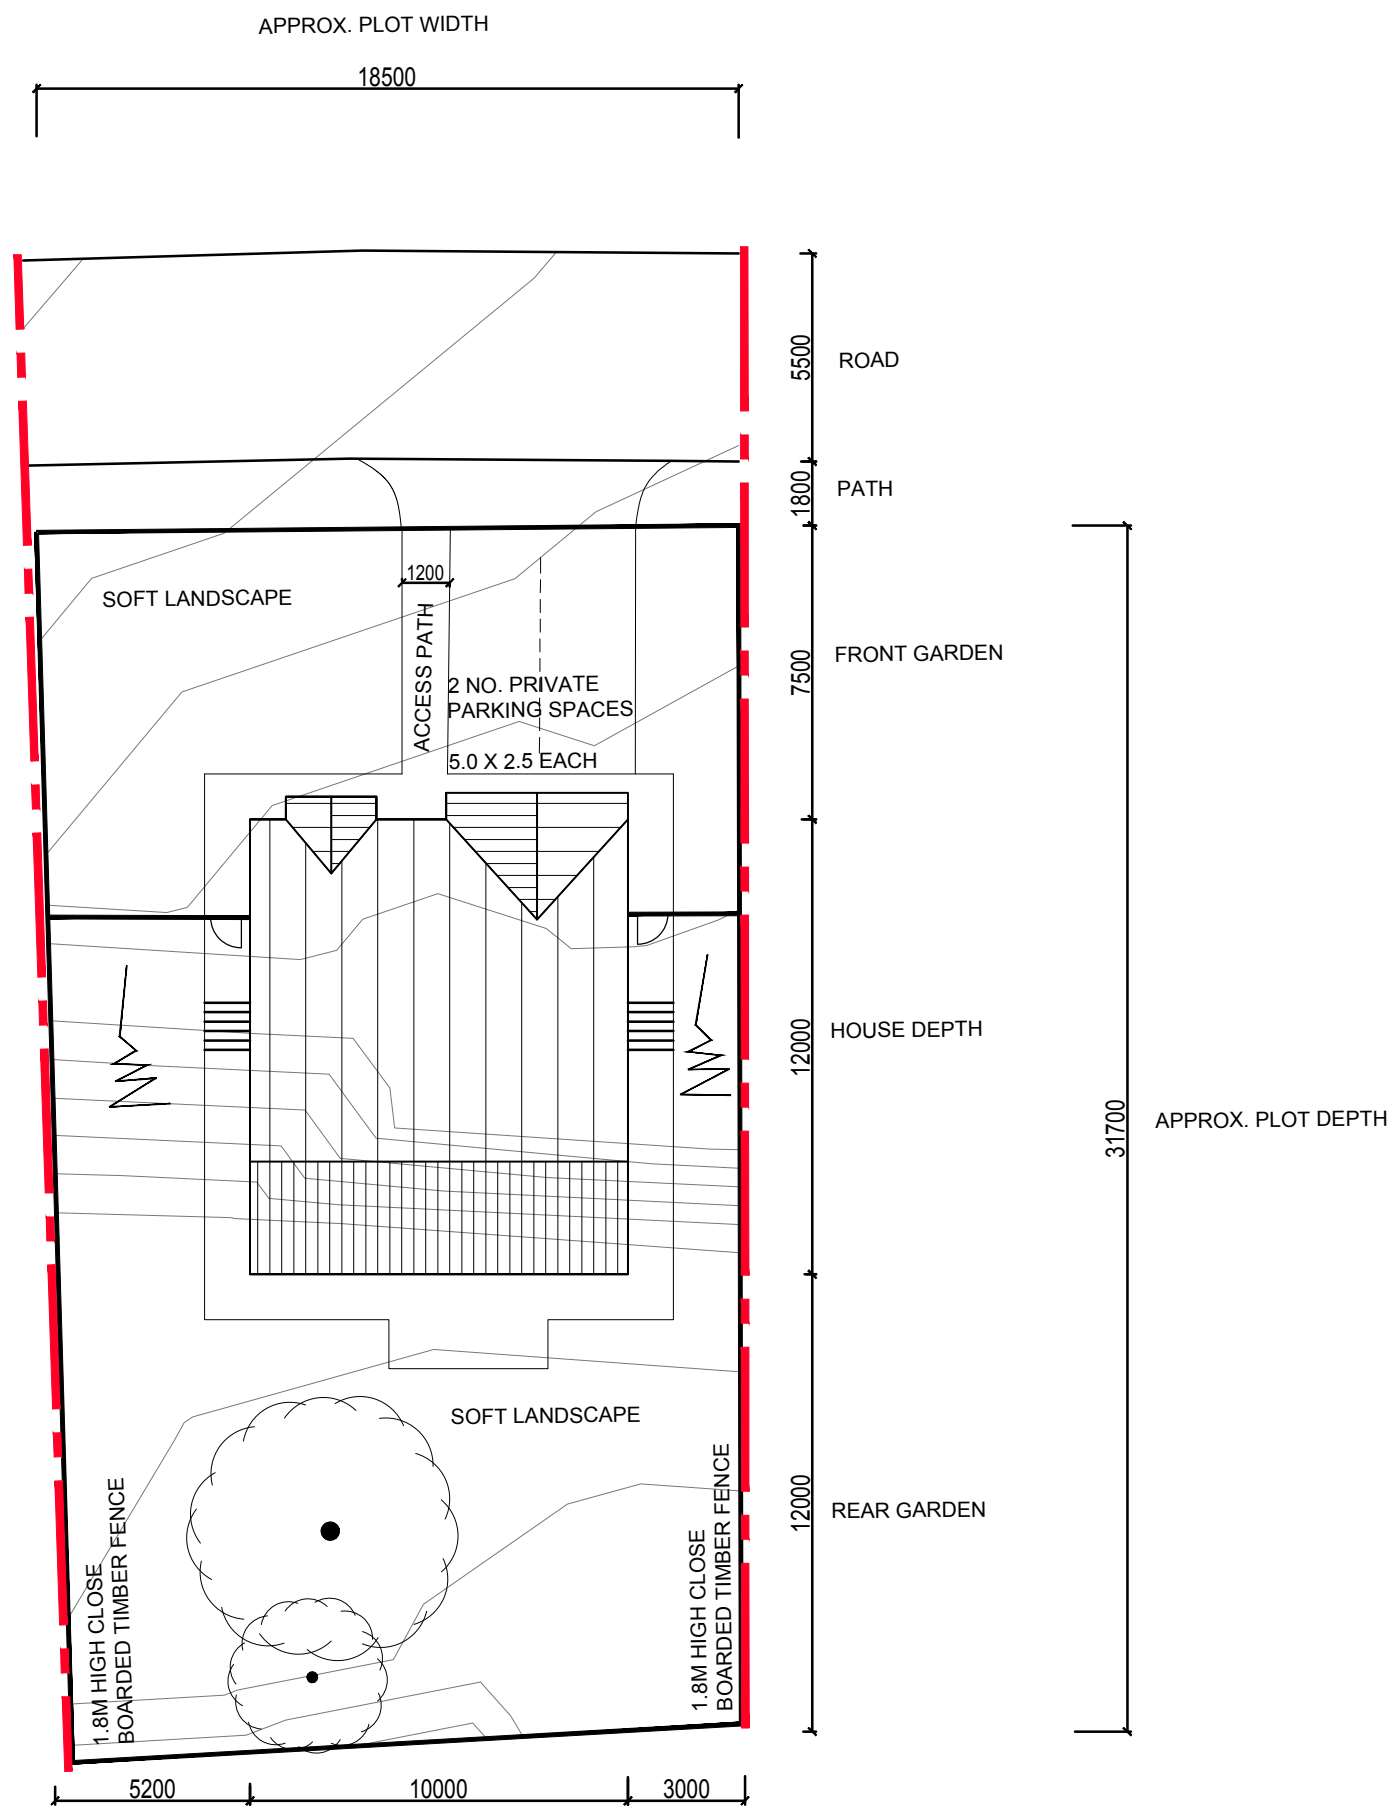 APPROX. PLOT WIDTH
18500
5500
ROAD
1800
PATH
1200
SOFT LANDSCAPE
ACCESS PATH
2 NO. PRIVATE
PARKING SPACES
5.0 X 2.5 EACH
7500
FRONT GARDEN
12000
HOUSE DEPTH
31700
APPROX. PLOT DEPTH
SOFT LANDSCAPE
1.8M HIGH CLOSE
BOARDED TIMBER FENCE
1.8M HIGH CLOSE
BOARDED TIMBER FENCE
12000
REAR GARDEN
5200
10000
3000